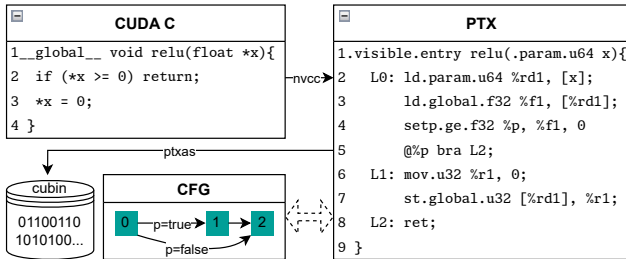 CUDA C
1__global__ void relu(float *x){
2 if (*x >= 0) return;
3 *x = 0;
4 }
nvcc
PTX
1.visible.entry relu(.param.u64 x){
2 L0: ld.param.u64 %rd1, [x];
3 ld.global.f32 %f1, [%rd1];
4 setp.ge.f32 %p, %f1, 0
5 @%p bra L2;
6 L1: mov.u32 %r1, 0;
7 st.global.u32 [%rd1], %r1;
8 L2: ret;
9 }
ptxas
cubin
01100110
1010100...
CFG
0 p=true 1 2
p=false